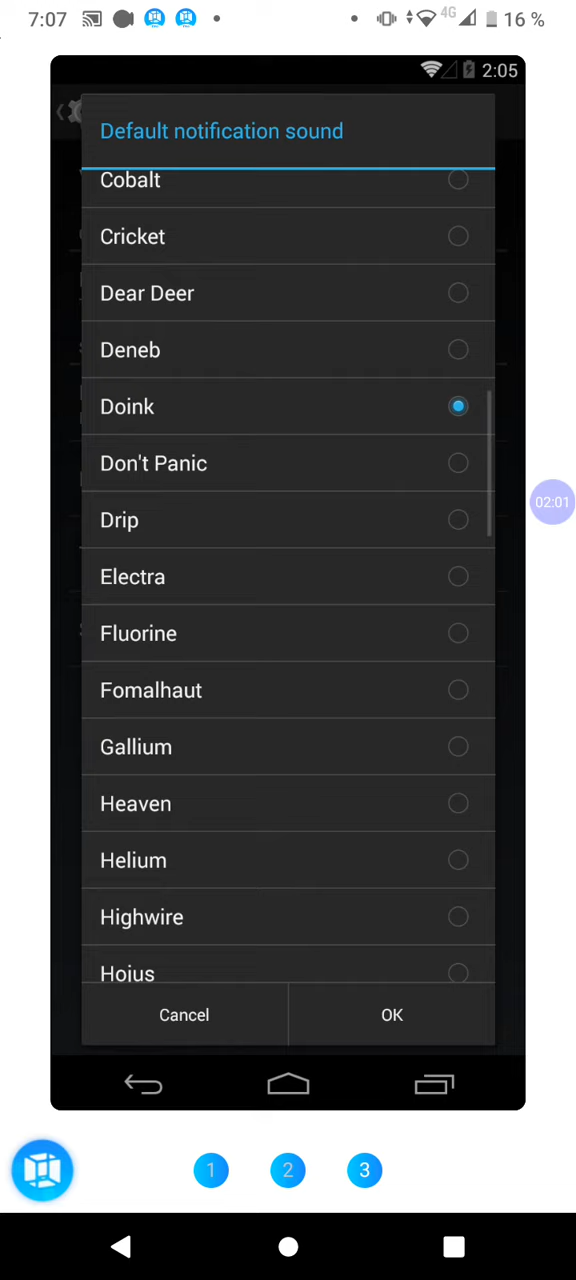 7:07
4G
16 %
2:05
Default notification sound
Cobalt
Cricket
Dear Deer
Deneb
Doink
Don't Panic
Drip
02:01
Electra
Fluorine
Fomalhaut
Gallium
Heaven
Helium
Highwire
Hojus
Cancel
OK
1
2
3